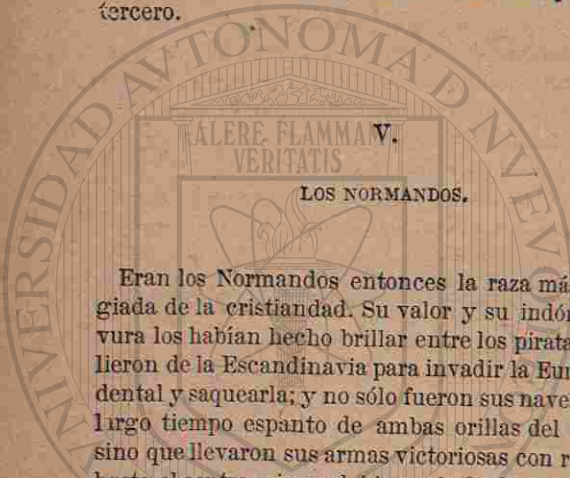 tercero.
V.
LOS NORMANDOS.
Eran los Normandos entonces la raza má
giada de la cristiandad. Su valor y su indó
vura los habían hecho brillar entre los pirata
lieron de la Escandinavia para invadir la Eur
dental y saquearla; y no sólo fueron sus nave
largo tiempo espanto de ambas orillas del
sino que llevaron sus armas victoriosas con r
ALERE FLAMMAM
VERITATIS
UNIVERSIDAD AUTONOMA D NUEVO